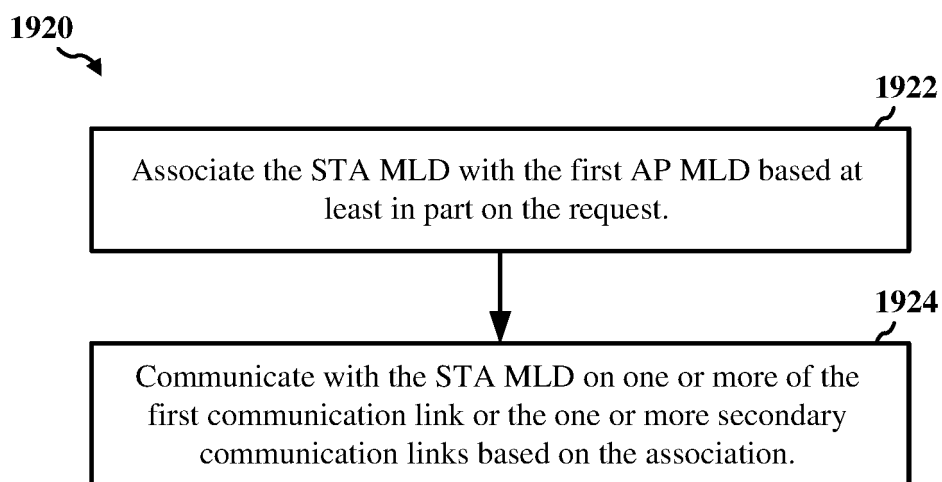 1920
1922
Associate the STA MLD with the first AP MLD based at
least in part on the request.
1924
Communicate with the STA MLD on one or more of the
first communication link or the one or more secondary
communication links based on the association.